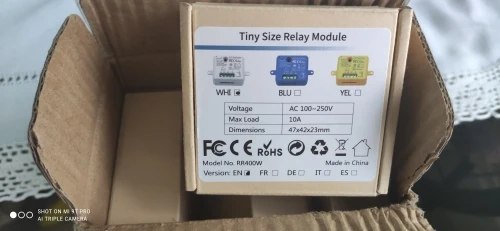 Tiny Size Relay Module
WHI BLU YEL
Voltage AC 100~250V
Max Load 10A
Dimensions 47x42x23mm
FC CE RoHS
Model No. RR400W Made in China
Version: EN FR DE IT ES
SHOT ON MI 9T PRO
AI TRIPLE CAMERA